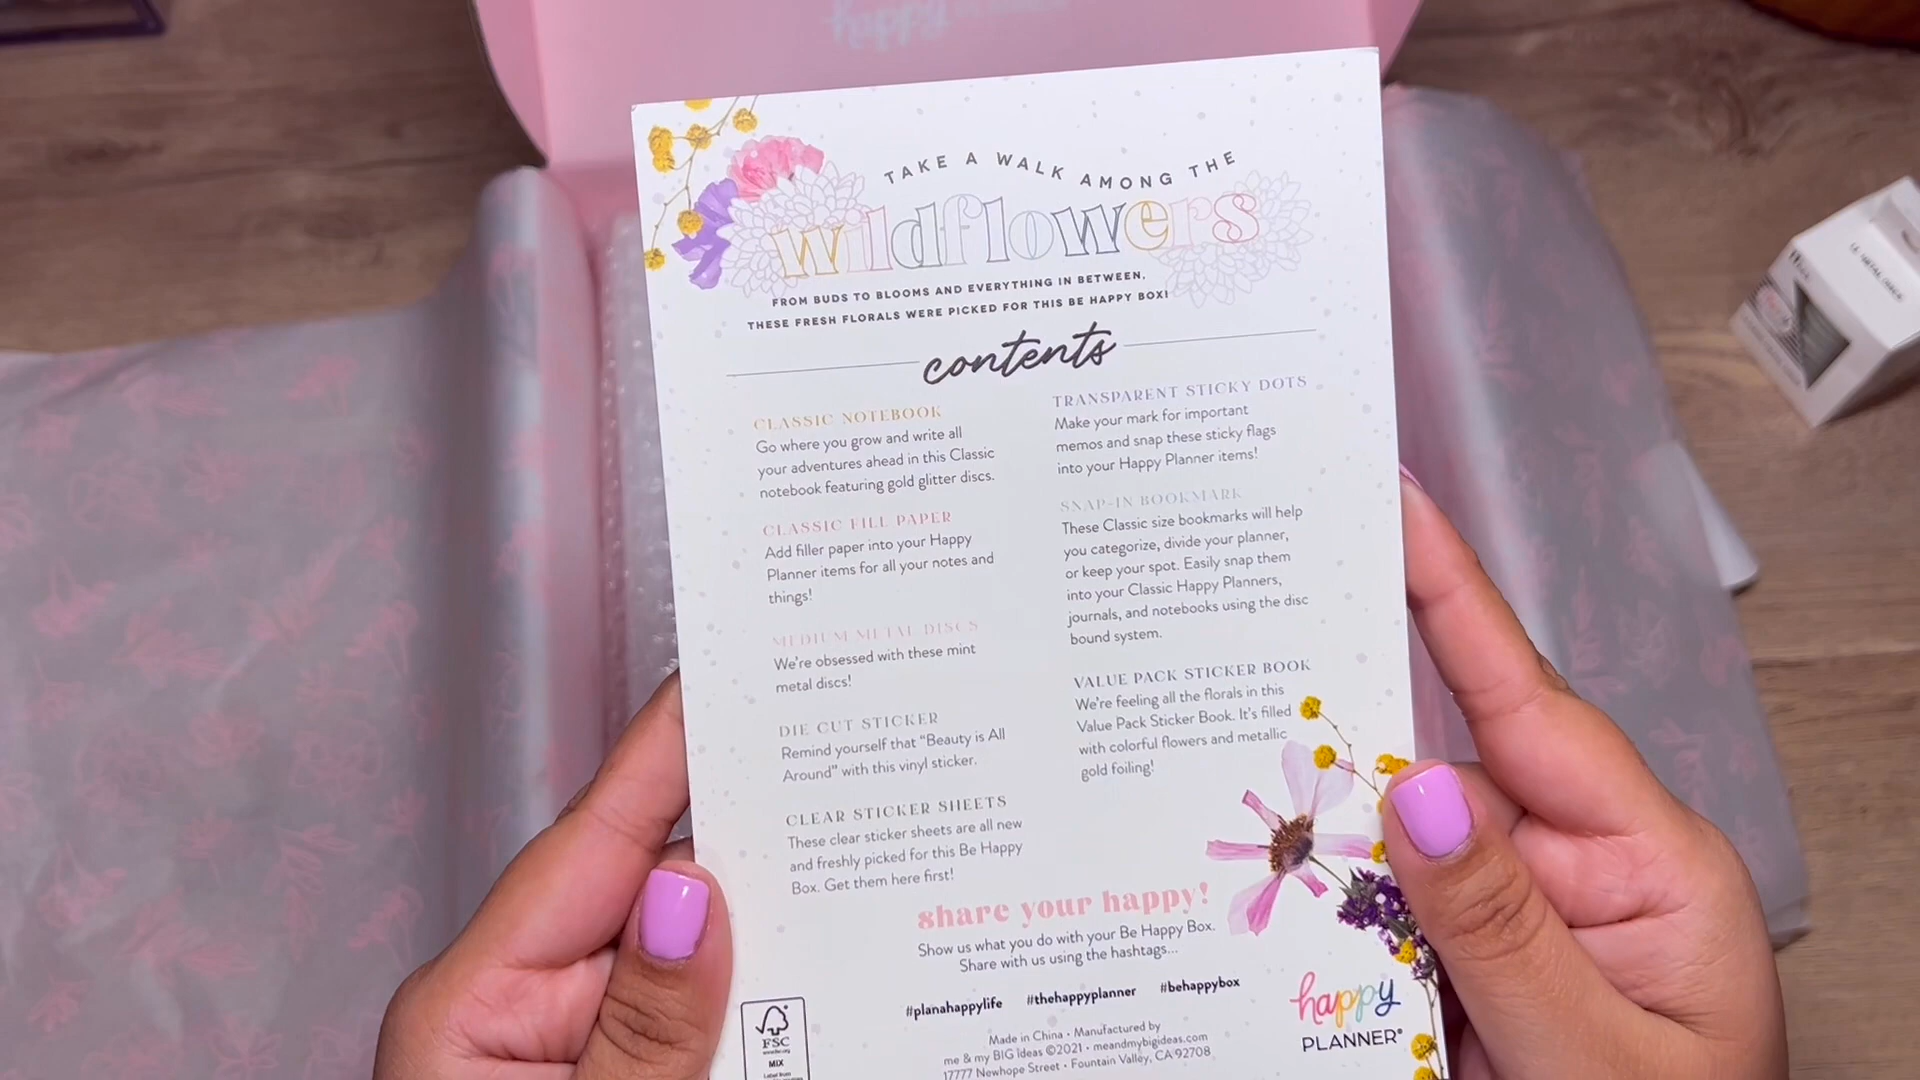 happy
TAKE A WALK AMONG THE
wildflowers
FROM BUDS TO BLOOMS AND EVERYTHING IN BETWEEN,
THESE FRESH FLORALS WERE PICKED FOR THIS BE HAPPY BOX!
contents
CLASSIC NOTEBOOK
Go where you grow and write all
your adventures ahead in this Classic
notebook featuring gold glitter discs.
CLASSIC FILL PAPER
Add filler paper into your Happy
Planner items for all your notes and
things!
MEDIUM METAL DISCS
We're obsessed with these mint
metal discs!
DIE CUT STICKER
Remind yourself that "Beauty is All
Around" with this vinyl sticker.
CLEAR STICKER SHEETS
These clear sticker sheets are all new
and freshly picked for this Be Happy
Box. Get them here first!
TRANSPARENT STICKY DOTS
Make your mark for important
memos and snap these sticky flags
into your Happy Planner items!
SNAP-IN BOOKMARK
These Classic size bookmarks will help
you categorize, divide your planner,
or keep your spot. Easily snap them
into your Classic Happy Planners,
journals, and notebooks using the disc
bound system.
VALUE PACK STICKER BOOK
We're feeling all the florals in this
Value Pack Sticker Book. It's filled
with colorful flowers and metallic
gold foiling!
share your happy!
Show us what you do with your Be Happy Box.
Share with us using the hashtags...
#planahappylife #thehappyplanner #behappybox
Made in China • Manufactured by
me & my BIG ideas ©2021 • meandmybigideas.com
17777 Newhope Street • Fountain Valley, CA 92708
FSC
MIX
happy
PLANNER®